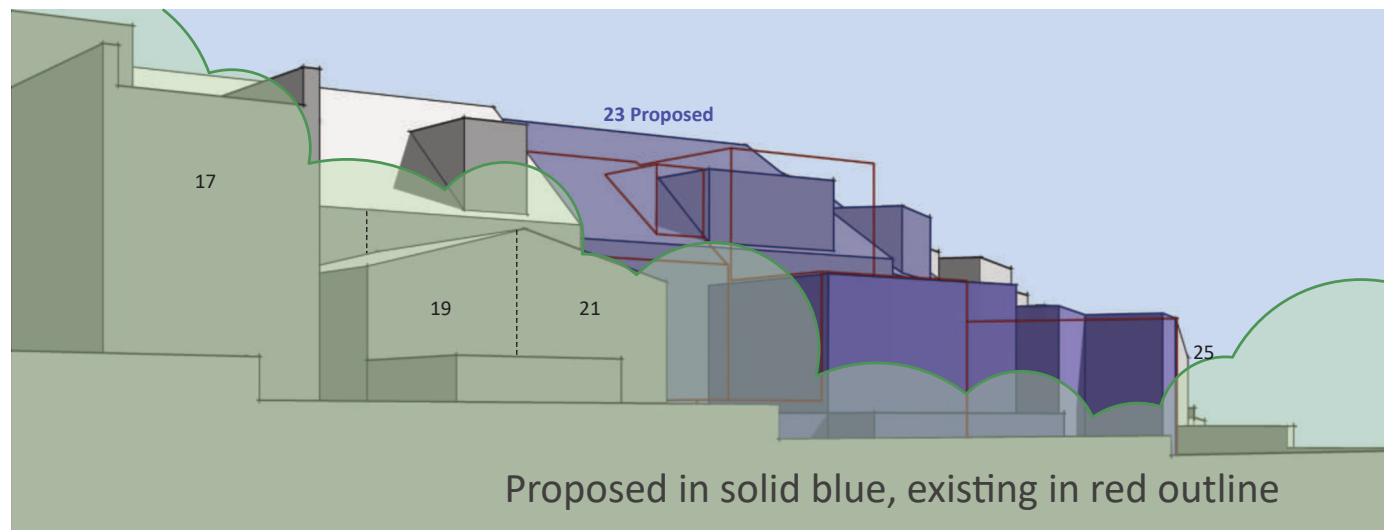 23 Proposed
17
19
21
25
Proposed in solid blue, existing in red outline